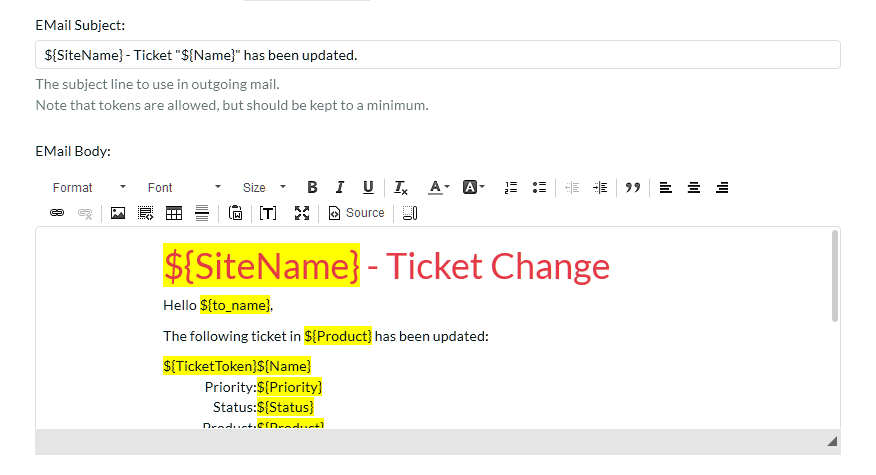 EMail Subject:
${SiteName} - Ticket "${Name}" has been updated.
The subject line to use in outgoing mail.
Note that tokens are allowed, but should be kept to a minimum.
EMail Body:
Format Font Size B I U Tx A A
[T] Source
${SiteName} - Ticket Change
Hello ${to_name},
The following ticket in ${Product} has been updated:
${TicketToken}${Name}
Priority:${Priority}
Status:${Status}
Product:${Product}